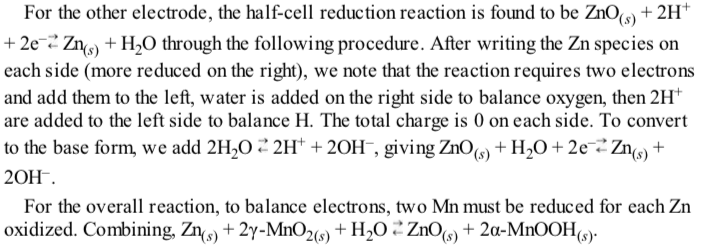 For the other electrode, the half-cell reduction reaction is found to be ZnO(s) + 2H⁺
+ 2e⁻ ⇄ Zn(s) + H₂O through the following procedure. After writing the Zn species on
each side (more reduced on the right), we note that the reaction requires two electrons
and add them to the left, water is added on the right side to balance oxygen, then 2H⁺
are added to the left side to balance H. The total charge is 0 on each side. To convert
to the base form, we add 2H₂O ⇄ 2H⁺ + 2OH⁻, giving ZnO(s) + H₂O + 2e⁻ ⇄ Zn(s) +
2OH⁻.
For the overall reaction, to balance electrons, two Mn must be reduced for each Zn
oxidized. Combining, Zn(s) + 2γ-MnO₂(s) + H₂O ⇄ ZnO(s) + 2α-MnOOH(s).